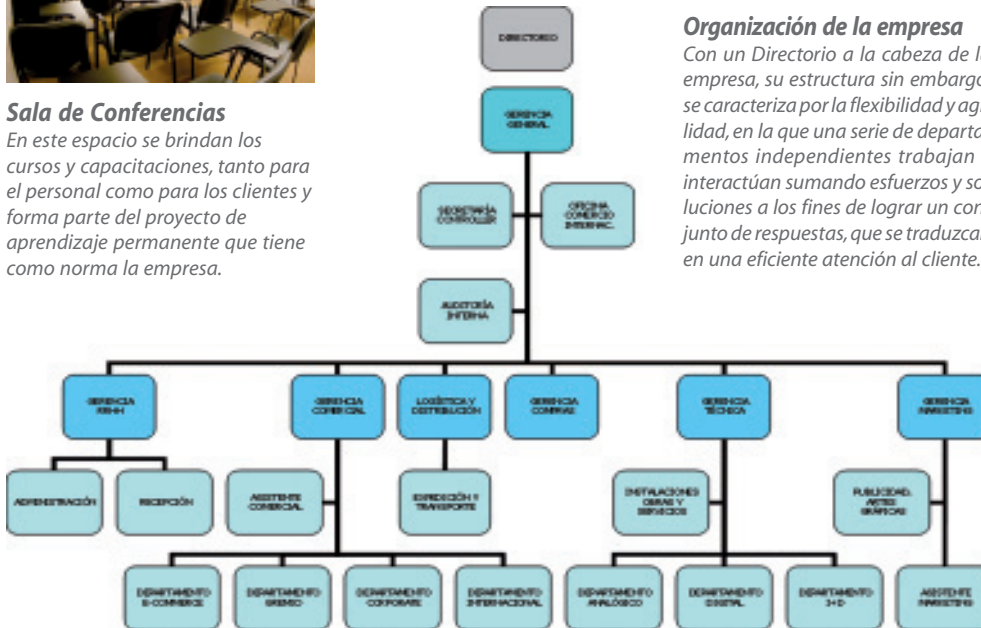 Sala de Conferencias
En este espacio se brindan los
cursos y capacitaciones, tanto para
el personal como para los clientes y
forma parte del proyecto de
aprendizaje permanente que tiene
como norma la empresa.
Organización de la empresa
Con un Directorio a la cabeza de l
empresa, su estructura sin embargo
se caracteriza por la flexibilidad y ag
lidad, en la que una serie de departa
mentos independientes trabajan
interactúan sumando esfuerzos y so
luciones a los fines de lograr un con
junto de respuestas, que se traduzca
en una eficiente atención al cliente.
DIRECTORIO
GERENCIA
GENERAL
SECRETARÍA
CONTROLLER
OFICINA
COMERCIO
INTERNAC.
AUDITORÍA
INTERNA
GERENCIA
RRHH
GERENCIA
COMERCIAL
LOGÍSTICA Y
DISTRIBUCIÓN
GERENCIA
COMPRAS
GERENCIA
TÉCNICA
GERENCIA
MARKETING
ADMINISTRACIÓN
RECEPCIÓN
ASISTENTE
COMERCIAL
EXPEDICIÓN Y
TRANSPORTE
INSTALACIONES
OBRAS Y
SERVICIOS
PUBLICIDAD,
ARTES
GRÁFICAS
DEPARTAMENTO
E-COMMERCE
DEPARTAMENTO
GREMIO
DEPARTAMENTO
CORPORATE
DEPARTAMENTO
INTERNACIONAL
DEPARTAMENTO
ANALÓGICO
DEPARTAMENTO
DIGITAL
DEPARTAMENTO
I+D
ASISTENTE
MARKETING